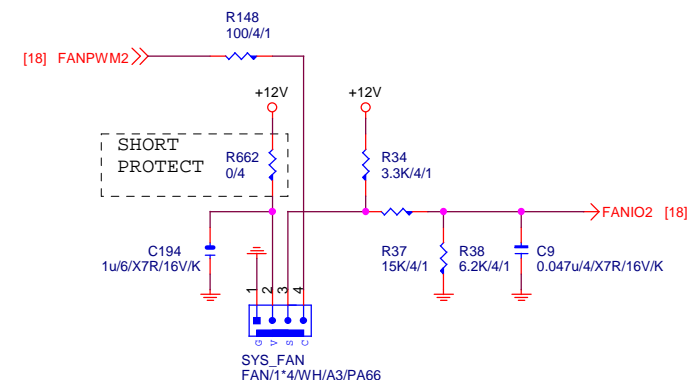 R148
100/4/1
[18] FANPWM2
+12V
+12V
SHORT
PROTECT
R662
0/4
R34
3.3K/4/1
FANIO2 [18]
C194
1u/6/X7R/16V/K
R37
15K/4/1
R38
6.2K/4/1
C9
0.047u/4/X7R/16V/K
1 2 3 4
G V S C
SYS_FAN
FAN/1*4/WH/A3/PA66